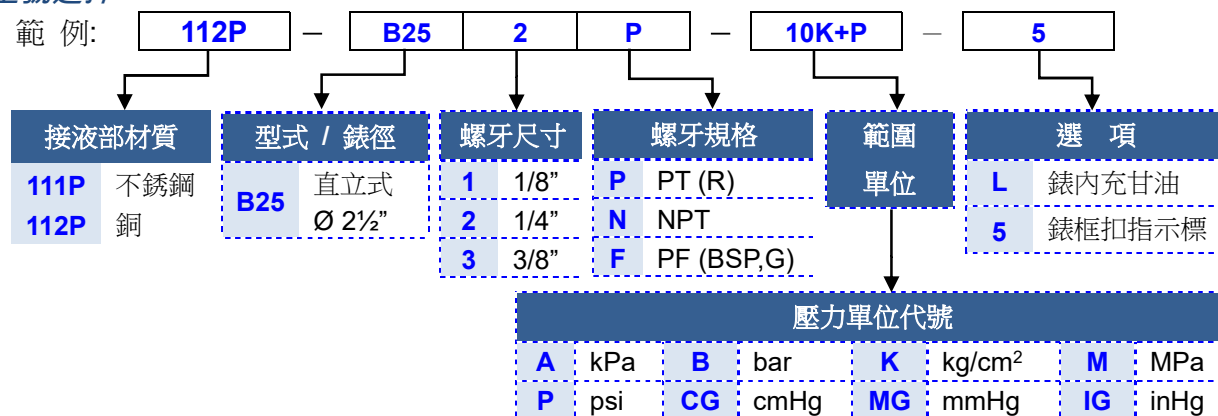 範 例: 112P － B25 2 P － 10K+P － 5
接液部材質 型式 / 錶徑 螺牙尺寸 螺牙規格 範圍 單位 選 項
111P 不銹鋼
112P 銅
B25 直立式
Ø 2½”
1 1/8”
2 1/4”
3 3/8”
P PT (R)
N NPT
F PF (BSP,G)
L 錶內充甘油
5 錶框扣指示標
壓力單位代號
A kPa B bar K kg/cm² M MPa
P psi CG cmHg MG mmHg IG inHg